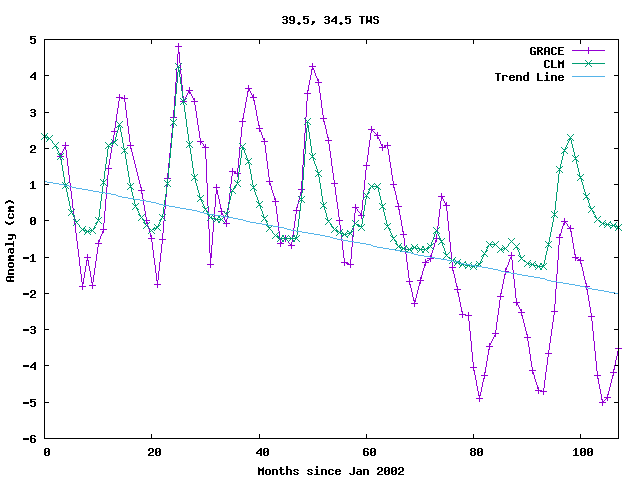 39.5, 34.5 TWS
GRACE
CLM
Trend Line
5
4
3
2
1
0
-1
-2
-3
-4
-5
-6
Anomaly (cm)
0 20 40 60 80 100
Months since Jan 2002